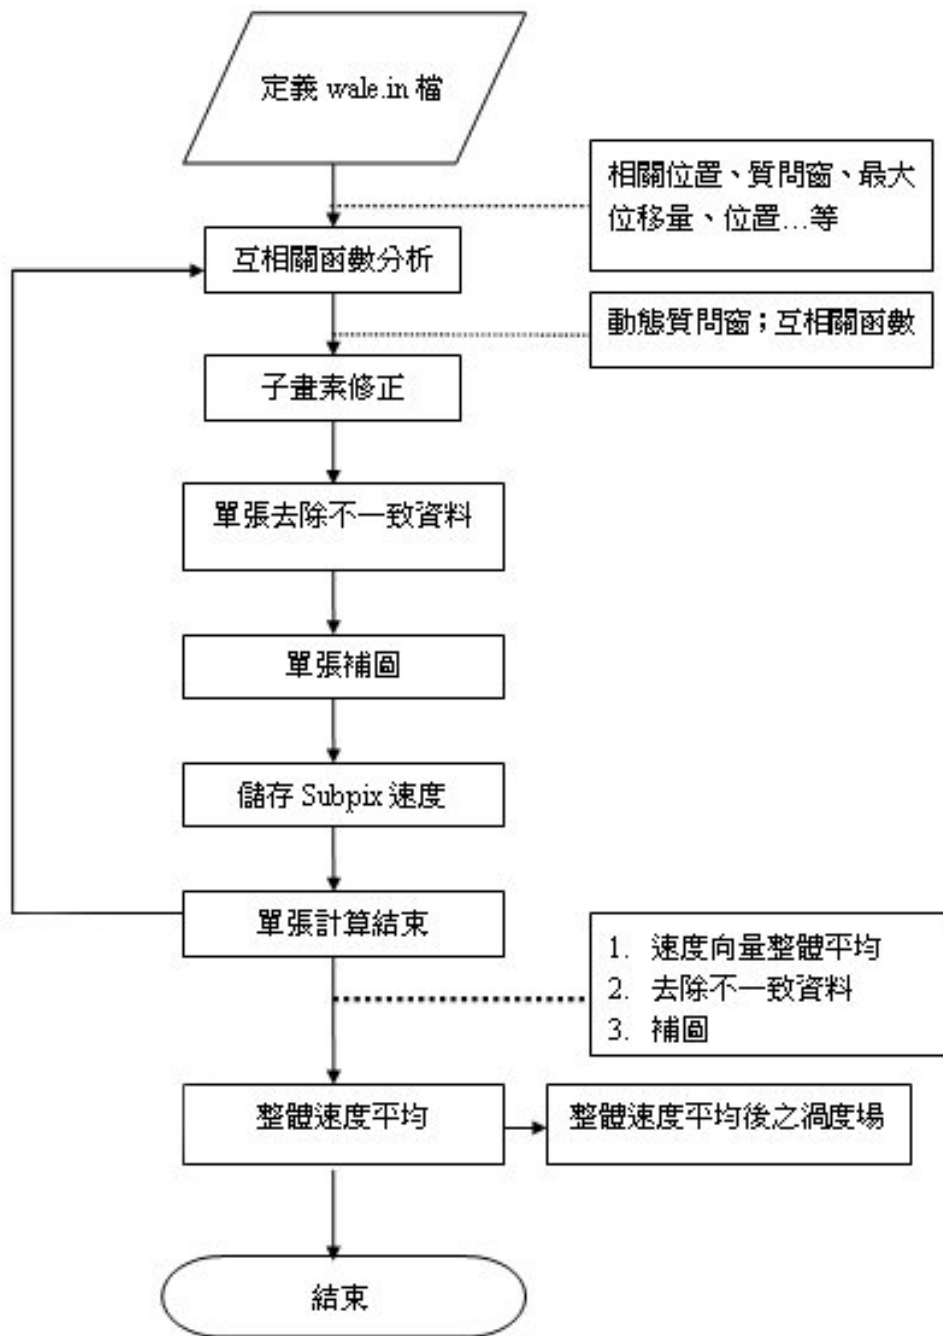 定義 wale.in 檔
相關位置、質問窗、最大
位移量、位置…等
互相關函數分析
動態質問窗；互相關函數
子畫素修正
單張去除不一致資料
單張補圖
儲存 Subpix 速度
單張計算結束
1. 速度向量整體平均
2. 去除不一致資料
3. 補圖
整體速度平均
整體速度平均後之渦度場
結束